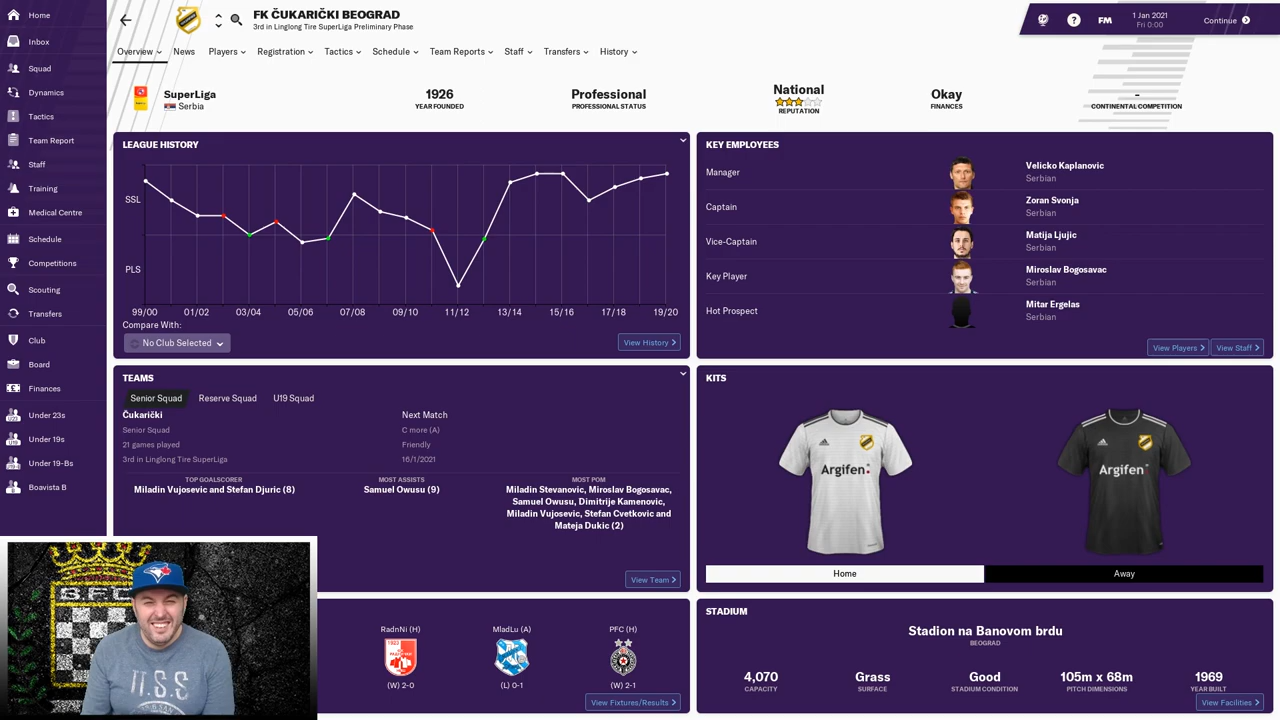 Home
Inbox
Squad
Dynamics
Tactics
Team Report
Staff
Training
Medical Centre
Schedule
Competitions
Scouting
Transfers
Club
Board
Finances
Under 23s
Under 19s
Under 19-Bs
Boavista B
FK ČUKARIČKI BEOGRAD
3rd in Linglong Tire SuperLiga Preliminary Phase
? FM
1 Jan 2021
Fri 0:00
Continue
Overview News Players Registration Tactics Schedule Team Reports Staff Transfers History
SuperLiga
Serbia
1926
YEAR FOUNDED
Professional
PROFESSIONAL STATUS
National
REPUTATION
Okay
FINANCES
-
CONTINENTAL COMPETITION
LEAGUE HISTORY
SSL
PLS
99/00 01/02 03/04 05/06 07/08 09/10 11/12 13/14 15/16 17/18 19/20
Compare With:
No Club Selected
View History
KEY EMPLOYEES
Manager
Velicko Kaplanovic
Serbian
Captain
Zoran Svonja
Serbian
Vice-Captain
Matija Ljujic
Serbian
Key Player
Miroslav Bogosavac
Serbian
Hot Prospect
Mitar Ergelas
Serbian
View Players View Staff
TEAMS
Senior Squad Reserve Squad U19 Squad
Čukarički
Senior Squad
21 games played
3rd in Linglong Tire SuperLiga
Next Match
C more (A)
Friendly
16/1/2021
TOP GOALSCORER
Miladin Vujosevic and Stefan Djuric (8)
MOST ASSISTS
Samuel Owusu (9)
MOST POM
Miladin Stevanovic, Miroslav Bogosavac,
Samuel Owusu, Dimitrije Kamenovic,
Miladin Vujosevic, Stefan Cvetkovic and
Mateja Dukic (2)
View Team
KITS
Argifen
Argifen
Home
Away
RadnNi (H)
(W) 2-0
MladLu (A)
(L) 0-1
PFC (H)
(W) 2-1
View Fixtures/Results
STADIUM
Stadion na Banovom brdu
BEOGRAD
4,070
CAPACITY
Grass
SURFACE
Good
STADIUM CONDITION
105m x 68m
PITCH DIMENSIONS
1969
YEAR BUILT
View Facilities